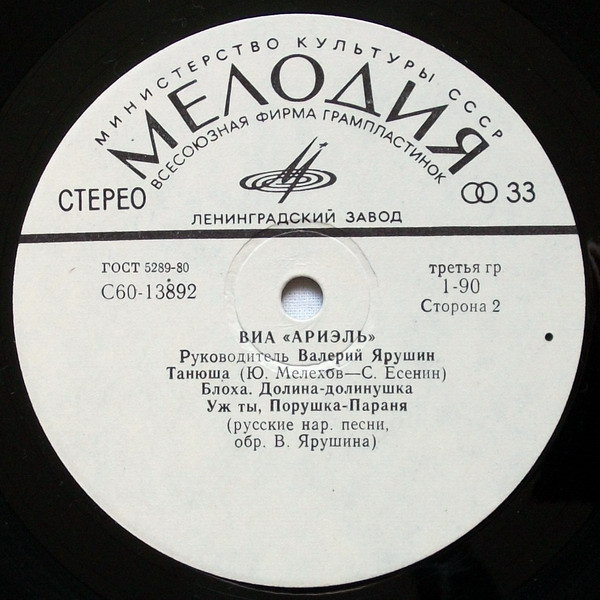 МИНИСТЕРСТВО КУЛЬТУРЫ СССР
МЕЛОДИЯ
ВСЕСОЮЗНАЯ ФИРМА ГРАМПЛАСТИНОК
СТЕРЕО
33
ЛЕНИНГРАДСКИЙ ЗАВОД
ГОСТ 5289-80
С60-13892
третья гр
1-90
Сторона 2
ВИА «АРИЭЛЬ»
Руководитель Валерий Ярушин
Танюша (Ю. Мелехов—С. Есенин)
Блоха. Долина-долинушка
Уж ты, Порушка-Параня
(русские нар. песни,
обр. В. Ярушина)